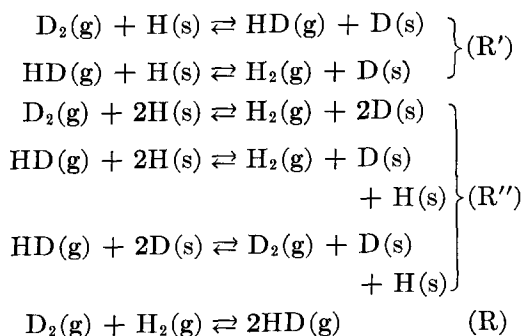 D₂(g) + H(s) ⇄ HD(g) + D(s)
HD(g) + H(s) ⇄ H₂(g) + D(s) } (R′)
D₂(g) + 2H(s) ⇄ H₂(g) + 2D(s)
HD(g) + 2H(s) ⇄ H₂(g) + D(s)
+ H(s) } (R″)
HD(g) + 2D(s) ⇄ D₂(g) + D(s)
+ H(s)
D₂(g) + H₂(g) ⇄ 2HD(g) (R)